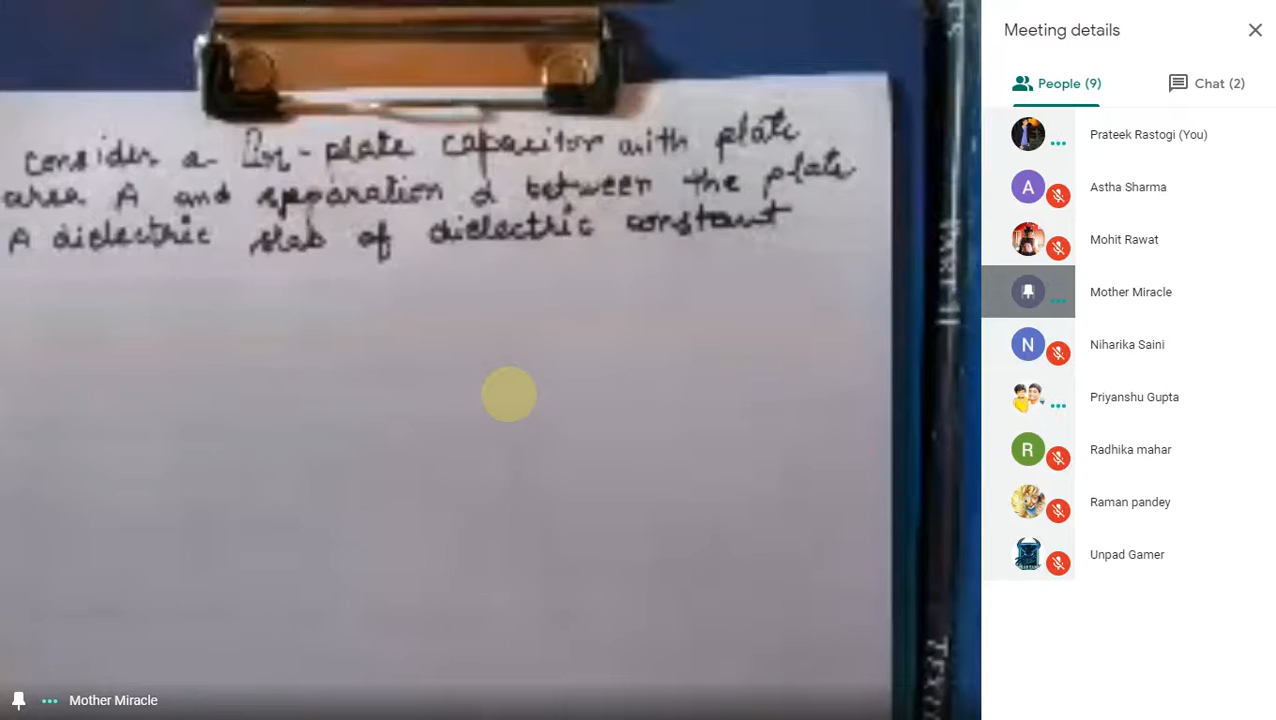 Consider a ||er-plate capacitor with plate
area A and separation d between the plate
A dielectric slab of dielectric constant
Mother Miracle
Meeting details
People (9)
Chat (2)
Prateek Rastogi (You)
A
Astha Sharma
Mohit Rawat
Mother Miracle
N
Niharika Saini
Priyanshu Gupta
R
Radhika mahar
Raman pandey
Unpad Gamer